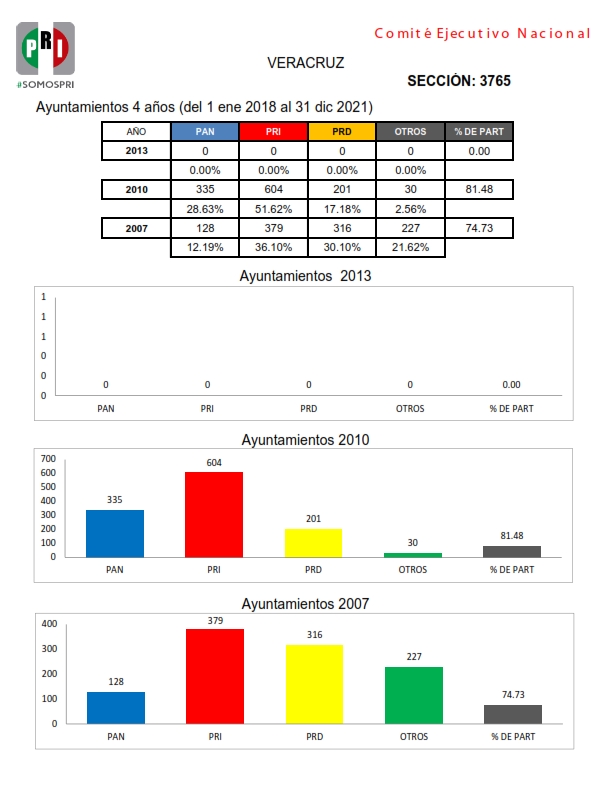 Comité Ejecutivo Nacional
PRI
#SOMOSPRI
VERACRUZ
SECCIÓN: 3765
Ayuntamientos 4 años (del 1 ene 2018 al 31 dic 2021)
AÑO PAN PRI PRD OTROS % DE PART
2013 0 0 0 0 0.00
0.00% 0.00% 0.00% 0.00%
2010 335 604 201 30 81.48
28.63% 51.62% 17.18% 2.56%
2007 128 379 316 227 74.73
12.19% 36.10% 30.10% 21.62%
Ayuntamientos 2013
1
1
1
0
0
0
0 0 0 0 0.00
PAN PRI PRD OTROS % DE PART
Ayuntamientos 2010
700
600
500
400
300
200
100
0
335 604 201 30 81.48
PAN PRI PRD OTROS % DE PART
Ayuntamientos 2007
400
300
200
100
0
128 379 316 227 74.73
PAN PRI PRD OTROS % DE PART